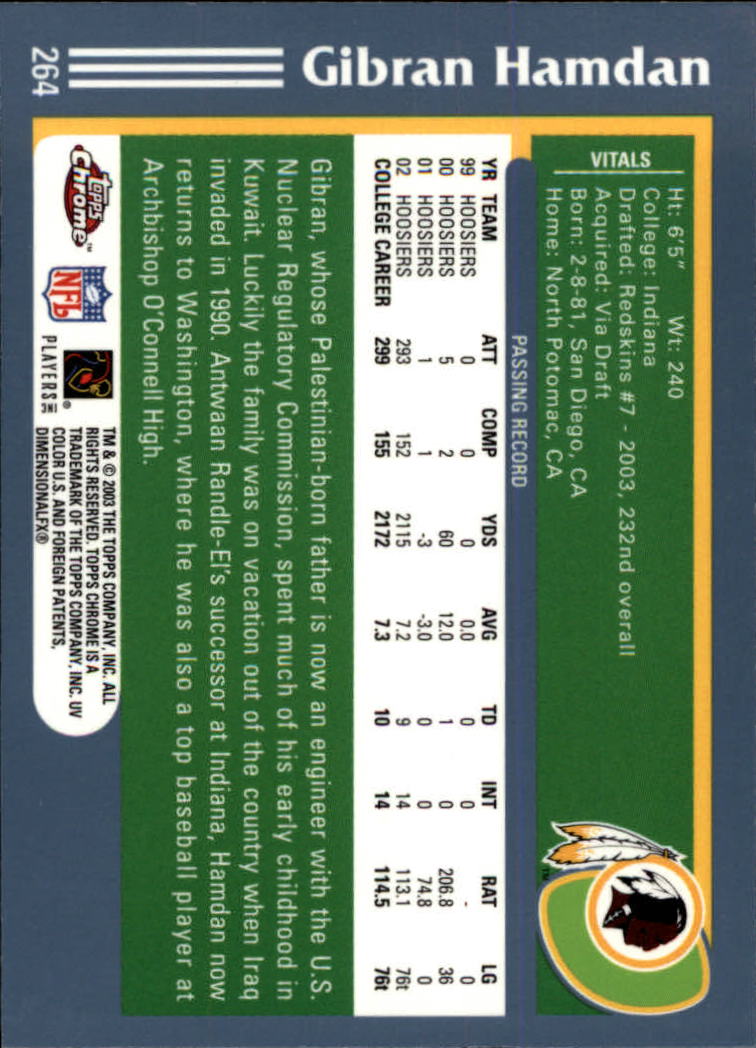 Gibran Hamdan
264
VITALS
Ht: 6'5" Wt: 240
College: Indiana
Drafted: Redskins #7 - 2003, 232nd overall
Acquired: Via Draft
Born: 2-8-81, San Diego, CA
Home: North Potomac, CA
PASSING RECORD
YR TEAM ATT COMP YDS AVG TD INT RAT LG
99 HOOSIERS 0 0 0 0.0 0 0 - 0
00 HOOSIERS 5 2 60 12.0 1 0 206.8 36
01 HOOSIERS 1 1 -3 -3.0 0 0 74.8 0
02 HOOSIERS 293 152 2115 7.2 9 14 113.1 76t
COLLEGE CAREER 299 155 2172 7.3 10 14 114.5 76t
Gibran, whose Palestinian-born father is now an engineer with the U.S.
Nuclear Regulatory Commission, spent much of his early childhood in
Kuwait. Luckily the family was on vacation out of the country when Iraq
invaded in 1990. Antwaan Randle-El's successor at Indiana, Hamdan now
returns to Washington, where he was also a top baseball player at
Archbishop O'Connell High.
topps
Chrome™
NFL
PLAYERS INC
®
TM & © 2003 THE TOPPS COMPANY, INC. ALL
RIGHTS RESERVED. TOPPS CHROME IS A
TRADEMARK OF THE TOPPS COMPANY, INC. UV
COLOR U.S. AND FOREIGN PATENTS,
DIMENSIONALFX®
TM